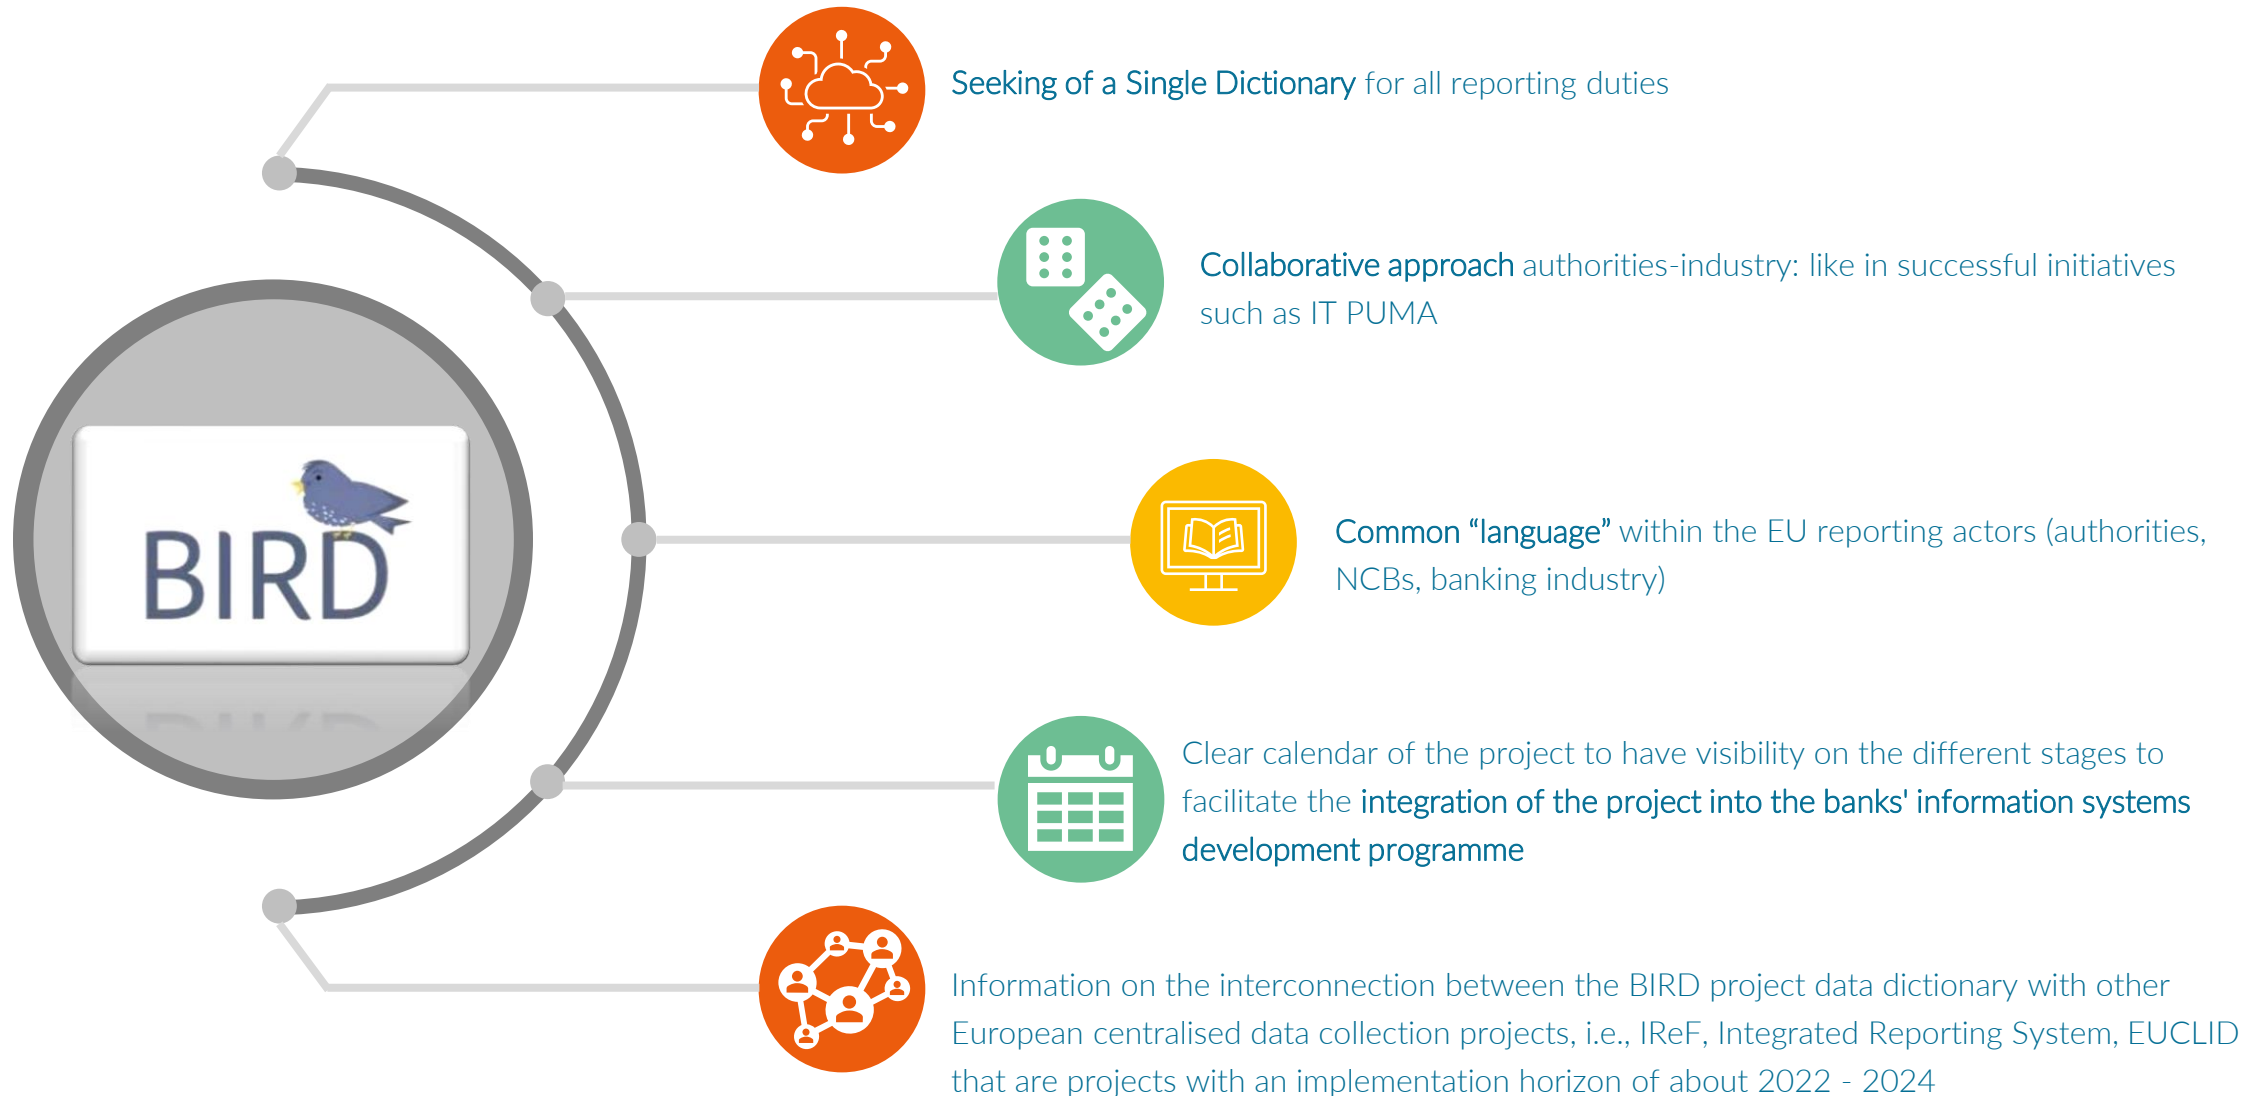 Seeking of a Single Dictionary for all reporting duties
Collaborative approach authorities-industry: like in successful initiatives
such as IT PUMA
BIRD
Common “language” within the EU reporting actors (authorities,
NCBs, banking industry)
Clear calendar of the project to have visibility on the different stages to
facilitate the integration of the project into the banks' information systems
development programme
Information on the interconnection between the BIRD project data dictionary with other
European centralised data collection projects, i.e., IReF, Integrated Reporting System, EUCLID
that are projects with an implementation horizon of about 2022 - 2024